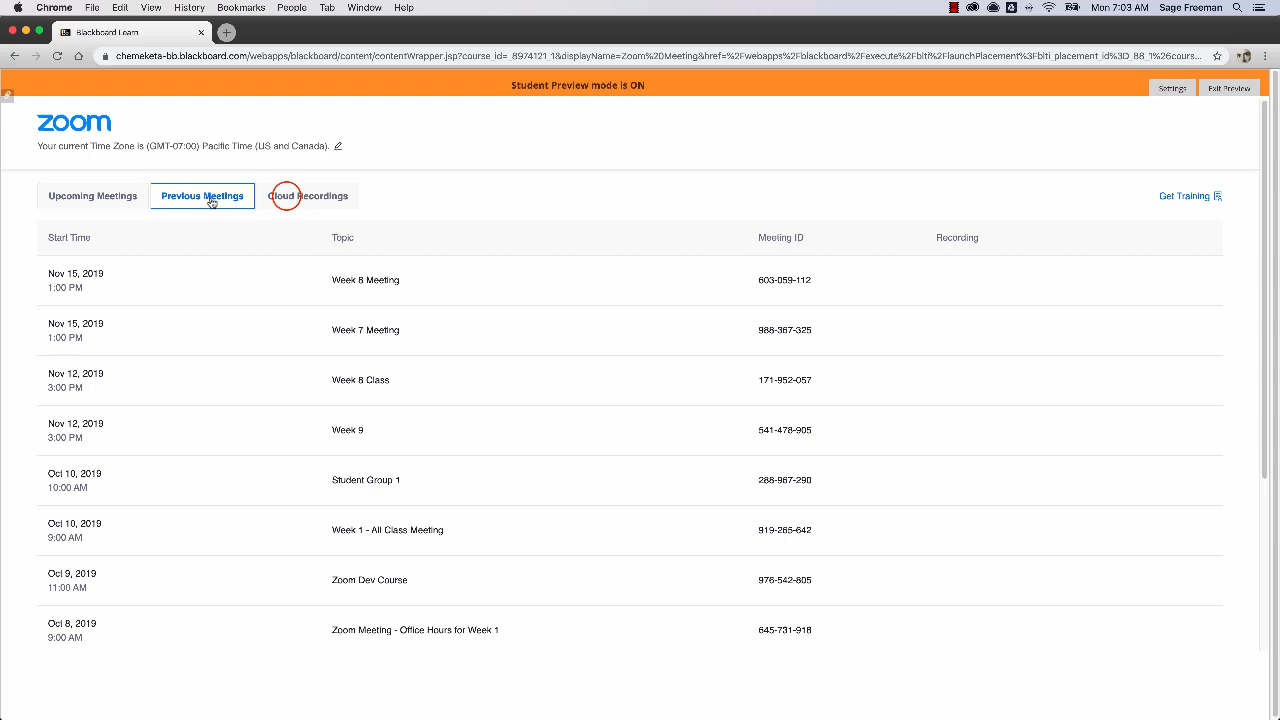 Chrome File Edit View History Bookmarks People Tab Window Help Mon 7:03 AM Sage Freeman
Blackboard Learn
chemeketa-bb.blackboard.com/webapps/blackboard/content/contentWrapper.jsp?course_id=_8974121_1&displayName=Zoom%20Meeting&href=%2Fwebapps%2Fblackboard%2Fexecute%2Fblti%2FlaunchPlacement%3Fblti_placement_id%3D_88_1%26cours...
Student Preview mode is ON
Settings Exit Preview
zoom
Your current Time Zone is (GMT-07:00) Pacific Time (US and Canada).
Upcoming Meetings Previous Meetings Cloud Recordings Get Training
Start Time Topic Meeting ID Recording
Nov 15, 2019
1:00 PM
Week 8 Meeting
603-059-112
Nov 15, 2019
1:00 PM
Week 7 Meeting
988-367-325
Nov 12, 2019
3:00 PM
Week 8 Class
171-952-057
Nov 12, 2019
3:00 PM
Week 9
541-478-905
Oct 10, 2019
10:00 AM
Student Group 1
288-967-290
Oct 10, 2019
9:00 AM
Week 1 - All Class Meeting
919-265-642
Oct 9, 2019
11:00 AM
Zoom Dev Course
976-542-805
Oct 8, 2019
9:00 AM
Zoom Meeting - Office Hours for Week 1
645-731-918